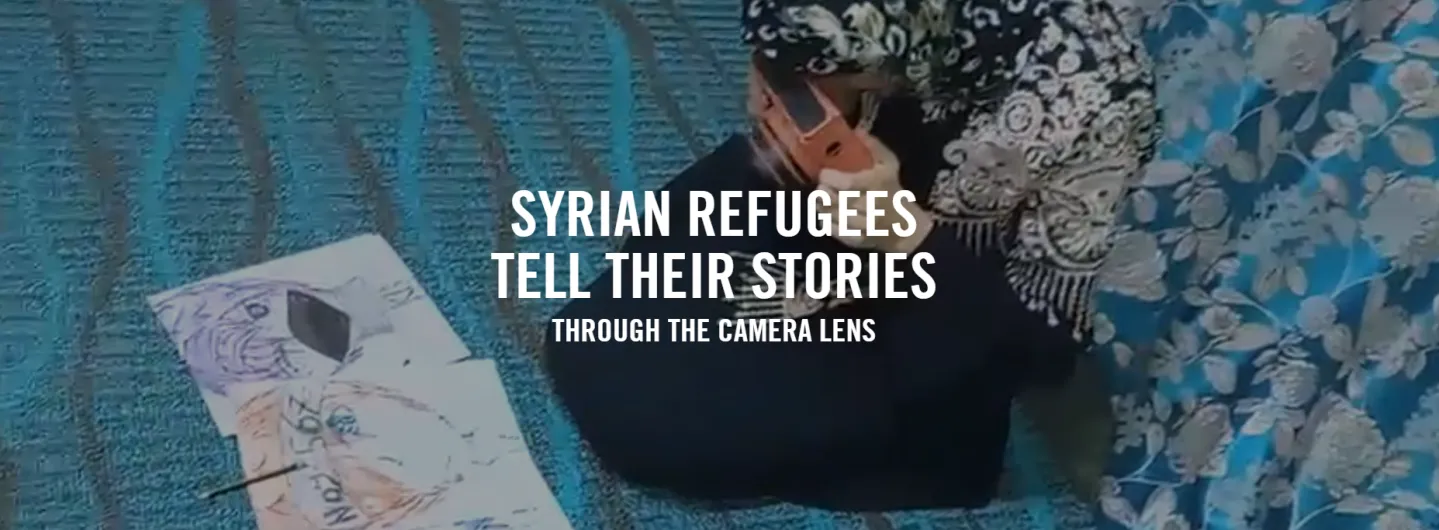 SYRIAN REFUGEES
TELL THEIR STORIES
THROUGH THE CAMERA LENS